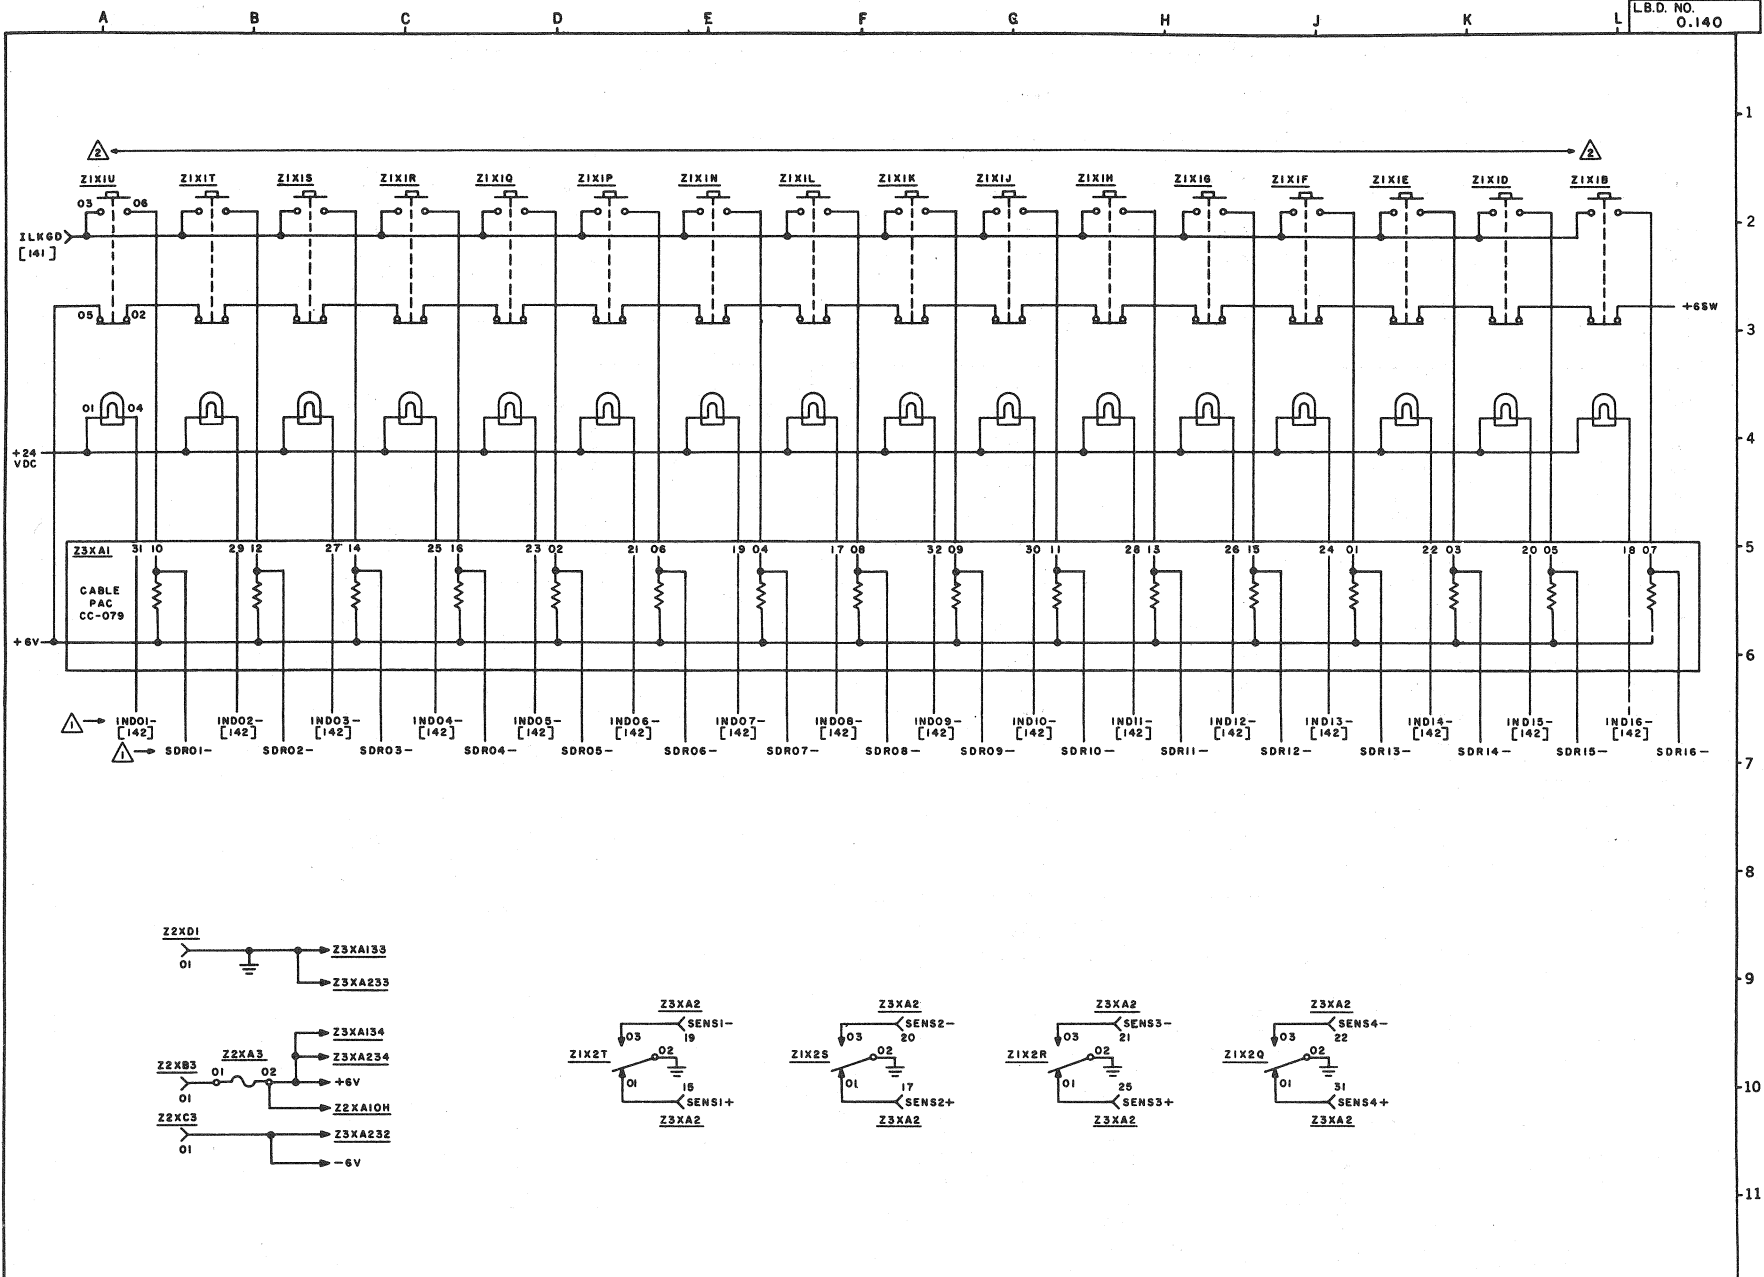 A B C D E F G H J K L
L.B.D. NO.
0.140
1
2 2
Z1X1U Z1X1T Z1X1S Z1X1R Z1X1Q Z1X1P Z1X1N Z1X1L Z1X1K Z1X1J Z1X1H Z1X1G Z1X1F Z1X1E Z1X1D Z1X1B
03 06
2
ILKGD
[141]
05 02
+6SW
3
01 04
4
+24
VDC
Z3XA1 31 10 29 12 27 14 25 16 23 02 21 06 19 04 17 08 32 09 30 11 28 13 26 15 24 01 22 03 20 05 18 07
5
CABLE
PAC
CC-079
+6V
6
1 IND01- IND02- IND03- IND04- IND05- IND06- IND07- IND08- IND09- IND10- IND11- IND12- IND13- IND14- IND15- IND16-
[142] [142] [142] [142] [142] [142] [142] [142] [142] [142] [142] [142] [142] [142] [142] [142]
1 SDR01- SDR02- SDR03- SDR04- SDR05- SDR06- SDR07- SDR08- SDR09- SDR10- SDR11- SDR12- SDR13- SDR14- SDR15- SDR16-
7
8
Z2XD1
01
Z3XA133
Z3XA233
9
Z3XA134
Z2XA3
Z3XA234
Z2XB3
01 02
01
+6V
Z2XA10H
Z2XC3
01
Z3XA232
-6V
Z3XA2
SENS1-
03 19
Z1X2T
02
01
15
SENS1+
Z3XA2
Z3XA2
SENS2-
03 20
Z1X2S
02
01
17
SENS2+
Z3XA2
Z3XA2
SENS3-
03 21
Z1X2R
02
01
25
SENS3+
Z3XA2
Z3XA2
SENS4-
03 22
Z1X2Q
02
01
31
SENS4+
Z3XA2
10
11